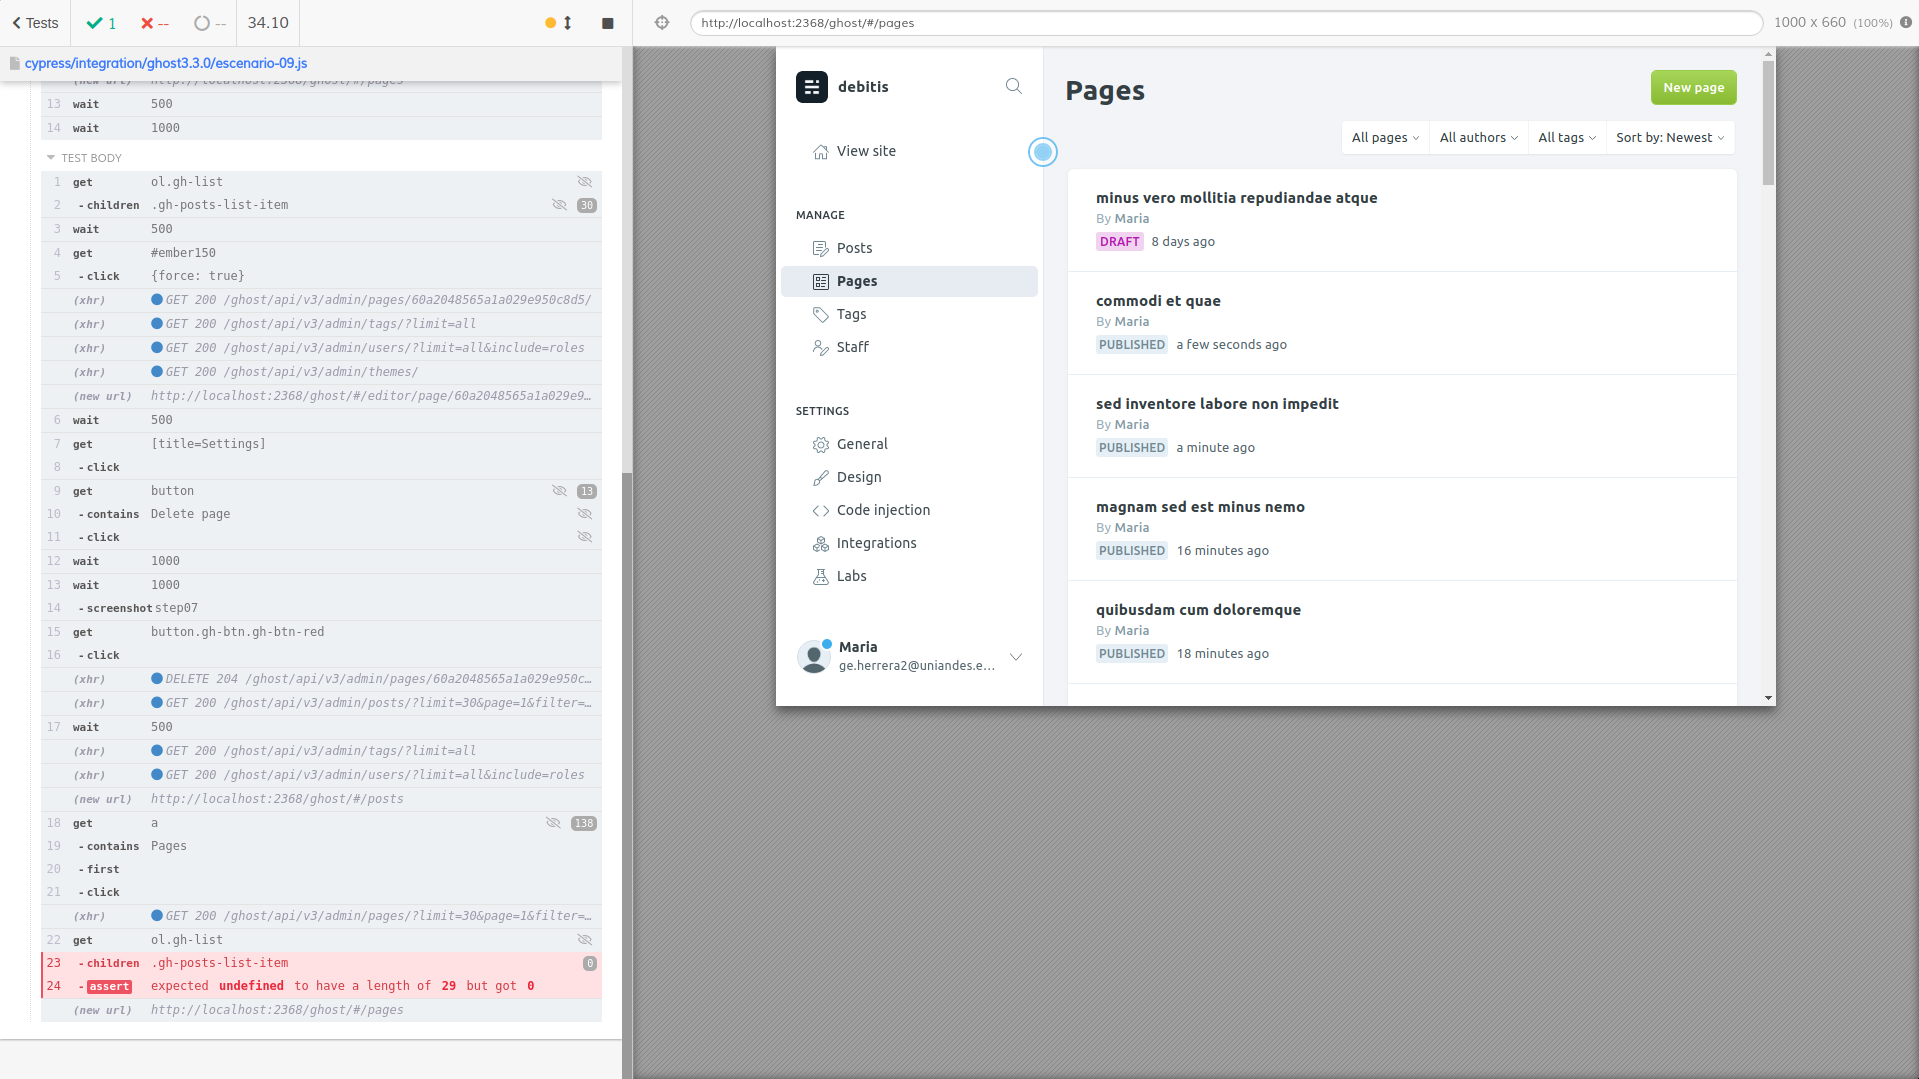 Tests
1
--
--
34.10
http://localhost:2368/ghost/#/pages
1000 x 660 (100%)
cypress/integration/ghost3.3.0/escenario-09.js
(new url) http://localhost:2368/ghost/#/pages
13 wait 500
14 wait 1000
TEST BODY
1 get ol.gh-list
2 - children .gh-posts-list-item 30
3 wait 500
4 get #ember150
5 - click {force: true}
(xhr) GET 200 /ghost/api/v3/admin/pages/60a2048565a1a029e950c8d5/
(xhr) GET 200 /ghost/api/v3/admin/tags/?limit=all
(xhr) GET 200 /ghost/api/v3/admin/users/?limit=all&include=roles
(xhr) GET 200 /ghost/api/v3/admin/themes/
(new url) http://localhost:2368/ghost/#/editor/page/60a2048565a1a029e9...
6 wait 500
7 get [title=Settings]
8 - click
9 get button 13
10 - contains Delete page
11 - click
12 wait 1000
13 wait 1000
14 - screenshot step07
15 get button.gh-btn.gh-btn-red
16 - click
(xhr) DELETE 204 /ghost/api/v3/admin/pages/60a2048565a1a029e950c...
(xhr) GET 200 /ghost/api/v3/admin/posts/?limit=30&page=1&filter=...
17 wait 500
(xhr) GET 200 /ghost/api/v3/admin/tags/?limit=all
(xhr) GET 200 /ghost/api/v3/admin/users/?limit=all&include=roles
(new url) http://localhost:2368/ghost/#/posts
18 get a 138
19 - contains Pages
20 - first
21 - click
(xhr) GET 200 /ghost/api/v3/admin/pages/?limit=30&page=1&filter=...
22 get ol.gh-list
23 - children .gh-posts-list-item 0
24 - assert expected undefined to have a length of 29 but got 0
(new url) http://localhost:2368/ghost/#/pages
debitis
View site
MANAGE
Posts
Pages
Tags
Staff
SETTINGS
General
Design
Code injection
Integrations
Labs
Maria
ge.herrera2@uniandes.e...
Pages
New page
All pages
All authors
All tags
Sort by: Newest
minus vero mollitia repudiandae atque
By Maria
DRAFT 8 days ago
commodi et quae
By Maria
PUBLISHED a few seconds ago
sed inventore labore non impedit
By Maria
PUBLISHED a minute ago
magnam sed est minus nemo
By Maria
PUBLISHED 16 minutes ago
quibusdam cum doloremque
By Maria
PUBLISHED 18 minutes ago